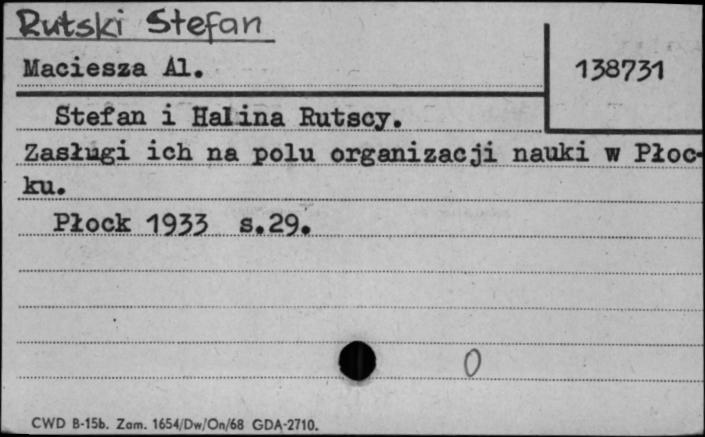 Rutski Stefan
Maciesza Al.
138731
Stefan i Halina Rutscy.
Zasługi ich na polu organizacji nauki w Płoc-
ku.
Płock 1933 s.29.
0
CWD B-15b. Zam. 1654/Dw/On/68 GDA-2710.